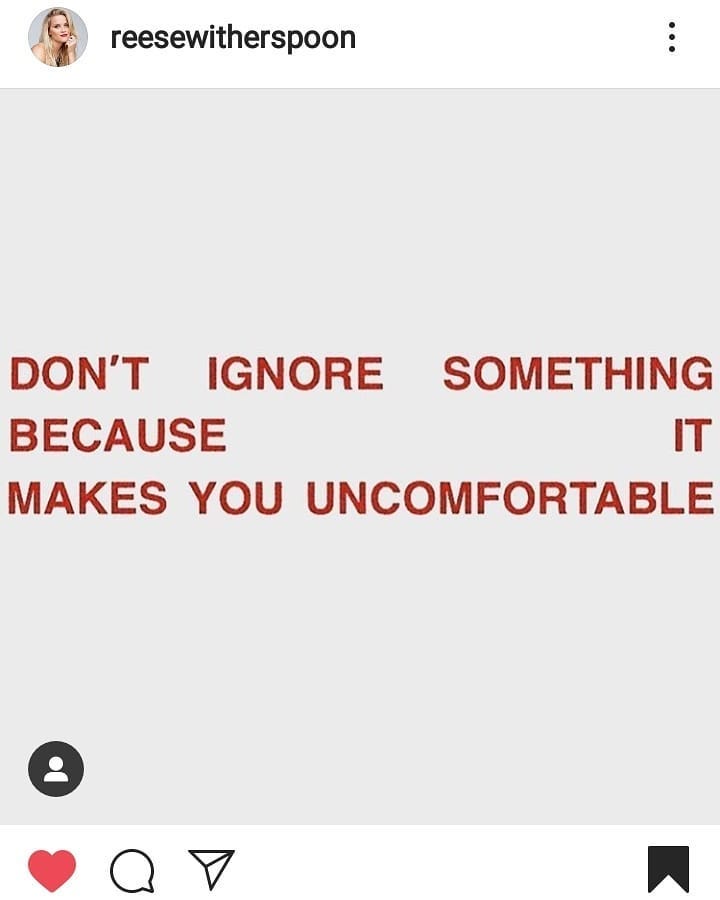 reesewitherspoon
DON'T IGNORE SOMETHING
BECAUSE IT
MAKES YOU UNCOMFORTABLE